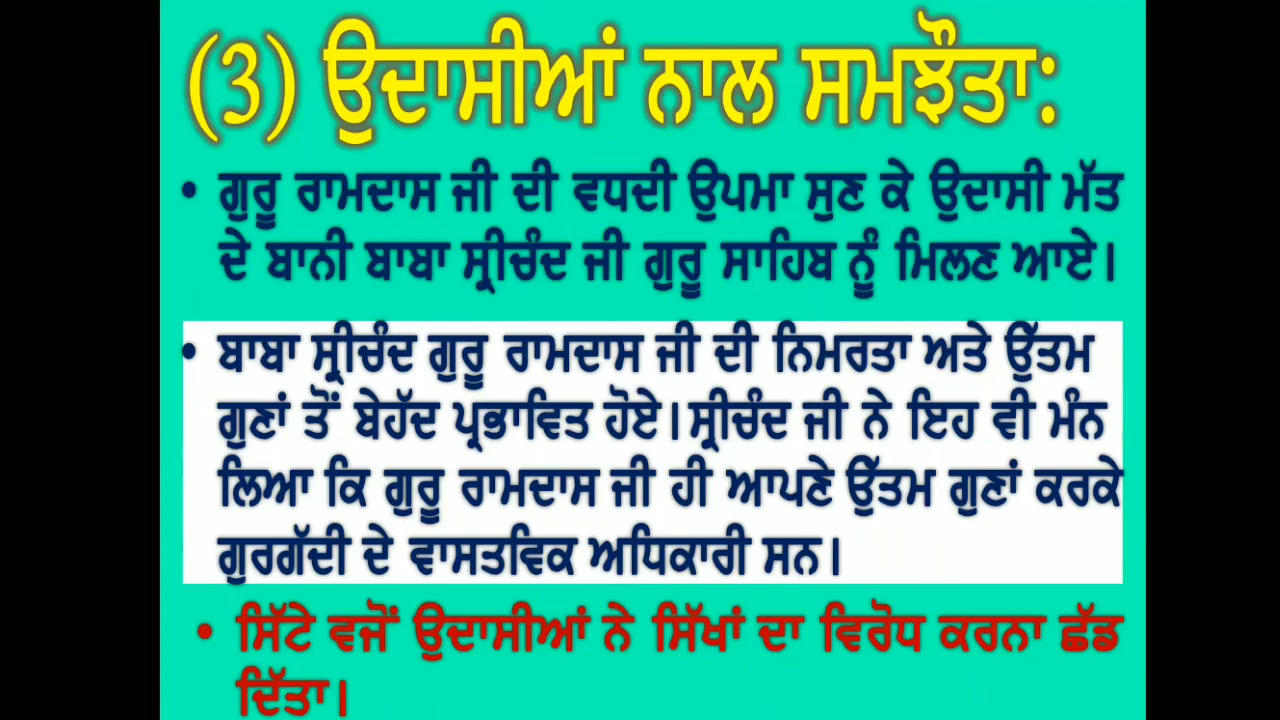 (3) ਉਦਾਸੀਆਂ ਨਾਲ ਸਮਝੌਤਾ:
• ਗੁਰੂ ਰਾਮਦਾਸ ਜੀ ਦੀ ਵਧਦੀ ਉਪਮਾ ਸੁਣ ਕੇ ਉਦਾਸੀ ਮੱਤ
ਦੇ ਬਾਨੀ ਬਾਬਾ ਸ੍ਰੀਚੰਦ ਜੀ ਗੁਰੂ ਸਾਹਿਬ ਨੂੰ ਮਿਲਣ ਆਏ।
• ਬਾਬਾ ਸ੍ਰੀਚੰਦ ਗੁਰੂ ਰਾਮਦਾਸ ਜੀ ਦੀ ਨਿਮਰਤਾ ਅਤੇ ਉੱਤਮ
ਗੁਣਾਂ ਤੋਂ ਬੇਹੱਦ ਪ੍ਰਭਾਵਿਤ ਹੋਏ।ਸ੍ਰੀਚੰਦ ਜੀ ਨੇ ਇਹ ਵੀ ਮੰਨ
ਲਿਆ ਕਿ ਗੁਰੂ ਰਾਮਦਾਸ ਜੀ ਹੀ ਆਪਣੇ ਉੱਤਮ ਗੁਣਾਂ ਕਰਕੇ
ਗੁਰਗੱਦੀ ਦੇ ਵਾਸਤਵਿਕ ਅਧਿਕਾਰੀ ਸਨ।
• ਸਿੱਟੇ ਵਜੋਂ ਉਦਾਸੀਆਂ ਨੇ ਸਿੱਖਾਂ ਦਾ ਵਿਰੋਧ ਕਰਨਾ ਛੱਡ
ਦਿੱਤਾ।